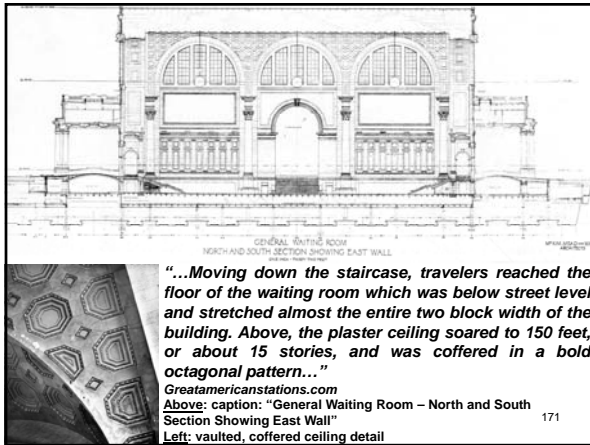 GENERAL WAITING ROOM
NORTH AND SOUTH SECTION SHOWING EAST WALL
"…Moving down the staircase, travelers reached the
floor of the waiting room which was below street level
and stretched almost the entire two block width of the
building. Above, the plaster ceiling soared to 150 feet,
or about 15 stories, and was coffered in a bold
octagonal pattern…"
Greatamericanstations.com
Above: caption: "General Waiting Room – North and South
Section Showing East Wall"
Left: vaulted, coffered ceiling detail
171